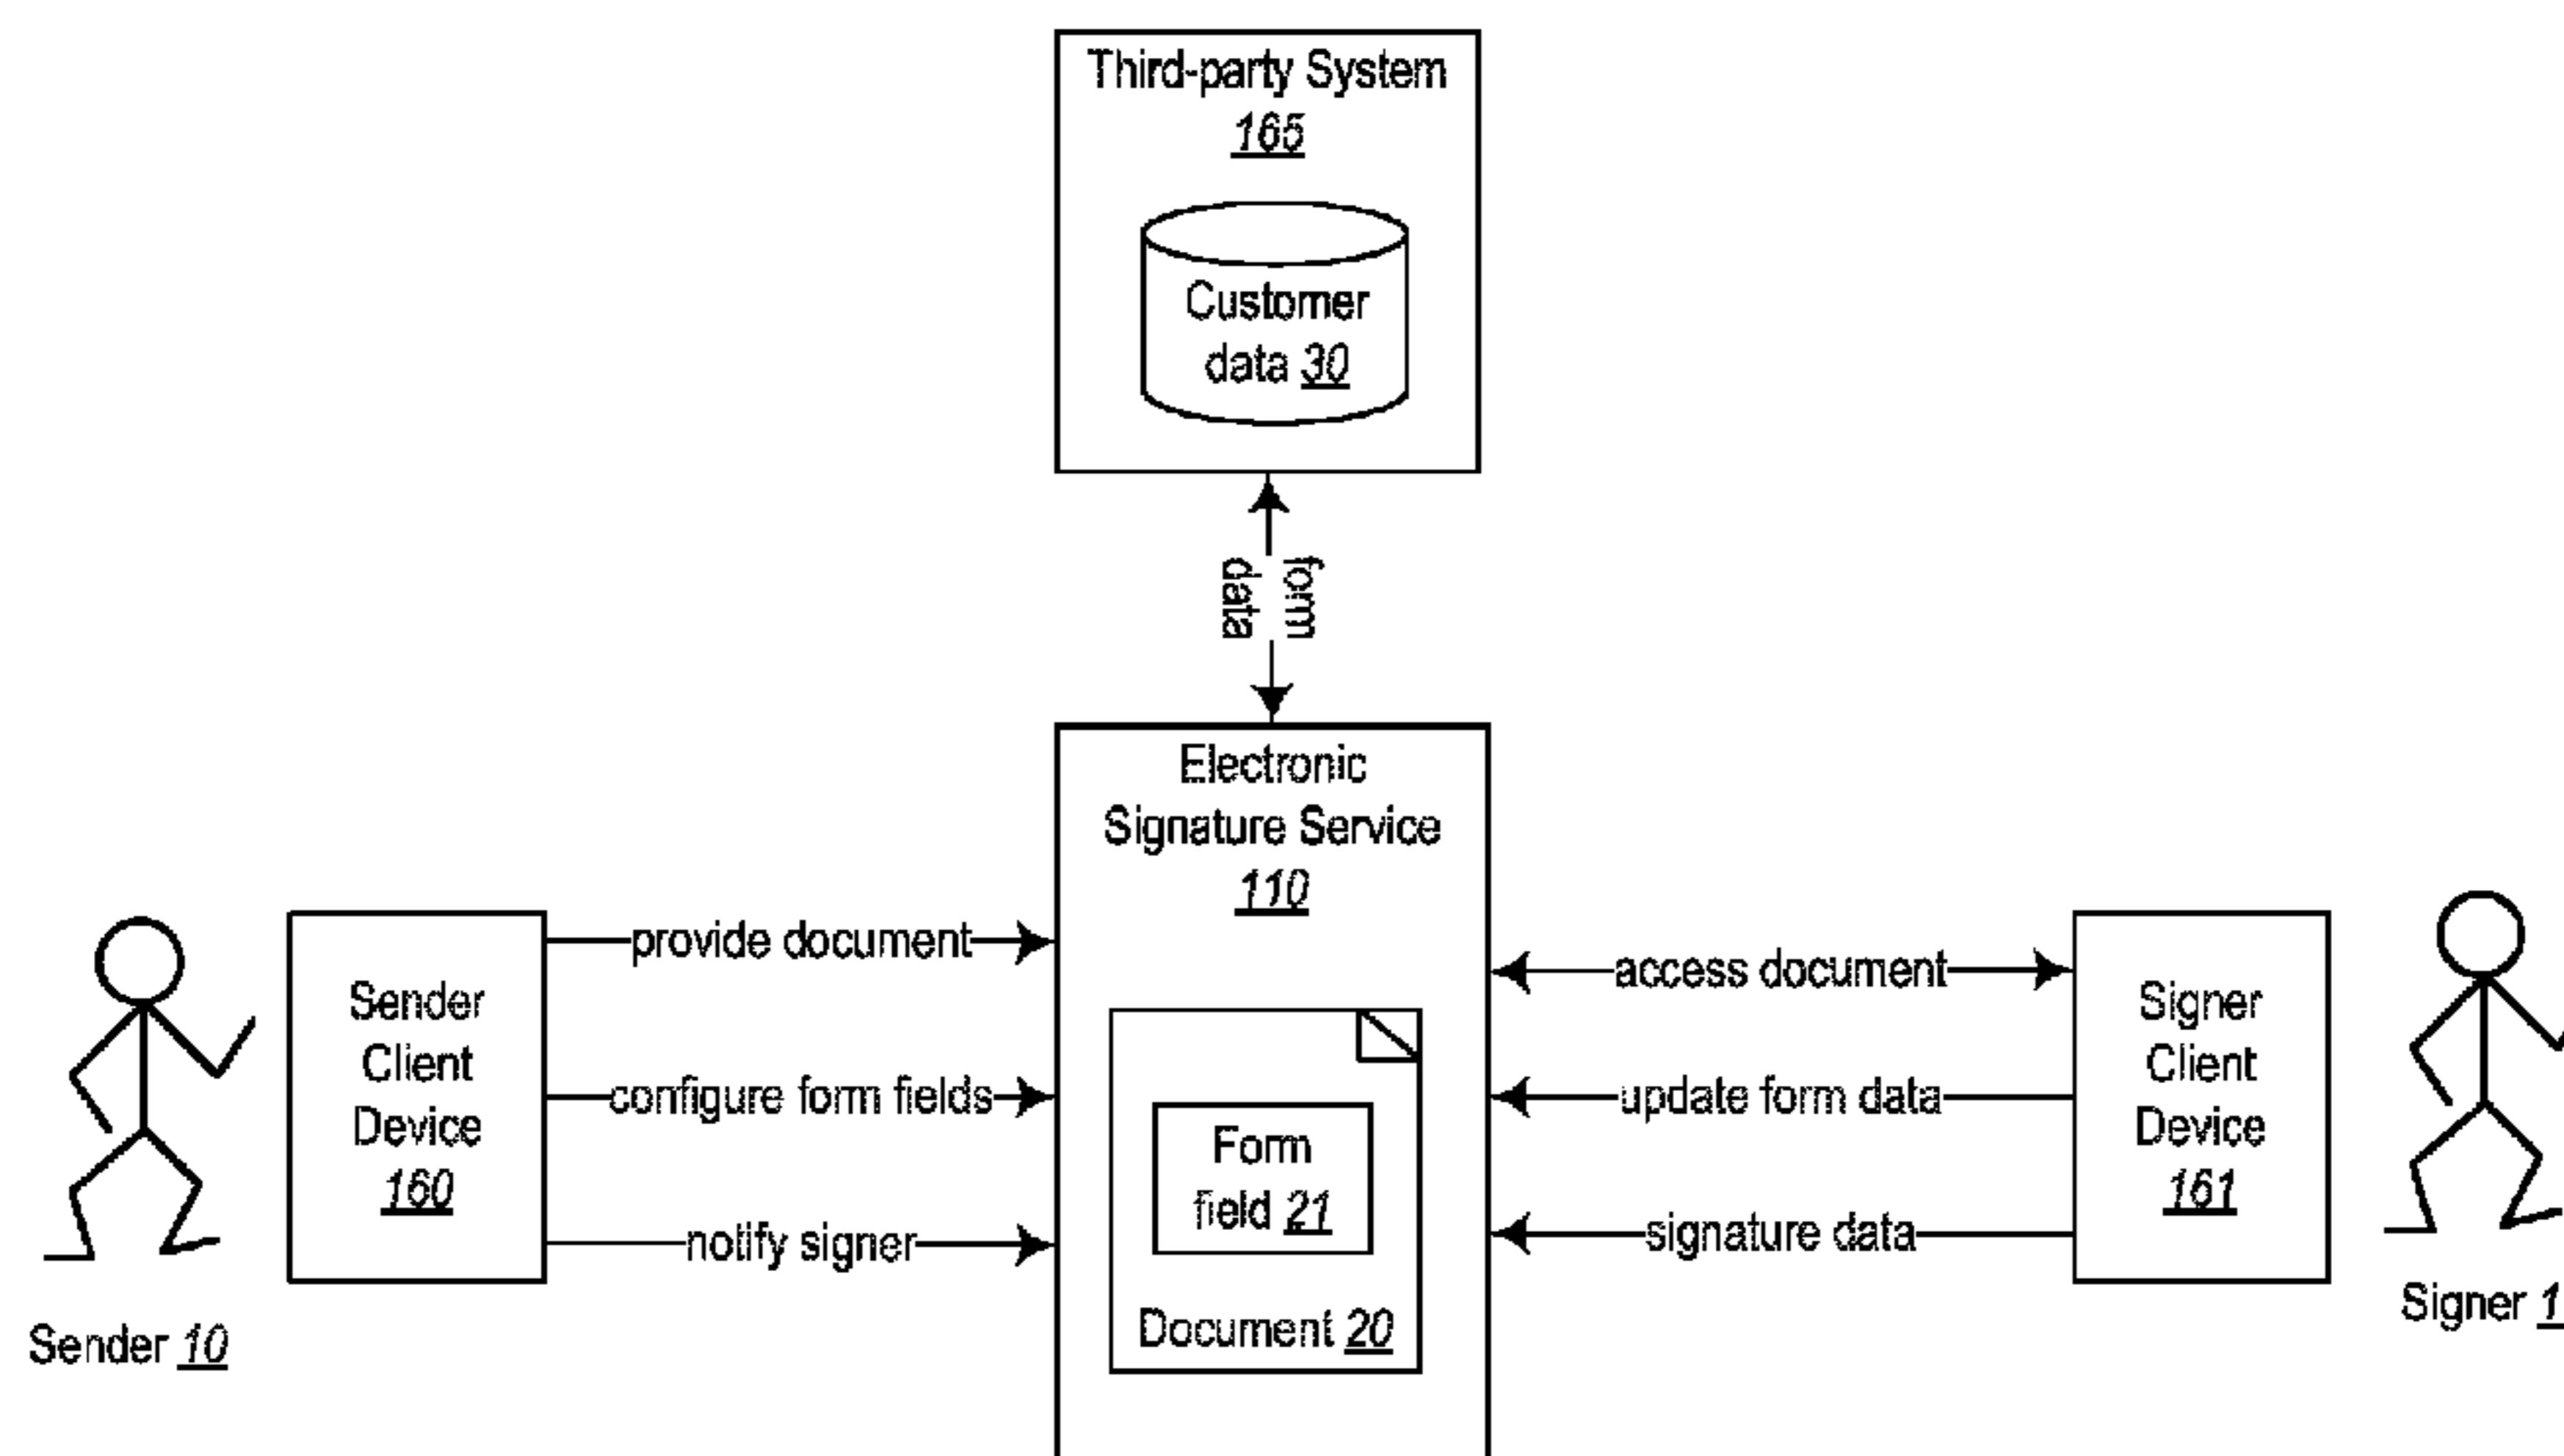 Third-party System
165
Customer
data 30
form
data
Electronic
Signature Service
110
provide document
configure form fields
notify signer
Sender
Client
Device
160
Sender 10
Form
field 21
Document 20
access document
update form data
signature data
Signer
Client
Device
161
Signer